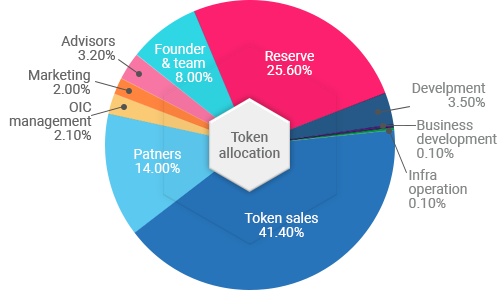 Founder
& team
8.00%
Reserve
25.60%
Advisors
3.20%
Marketing
2.00%
OIC
management
2.10%
Develpment
3.50%
Business
development
0.10%
Infra
operation
0.10%
Token
allocation
Patners
14.00%
Token sales
41.40%